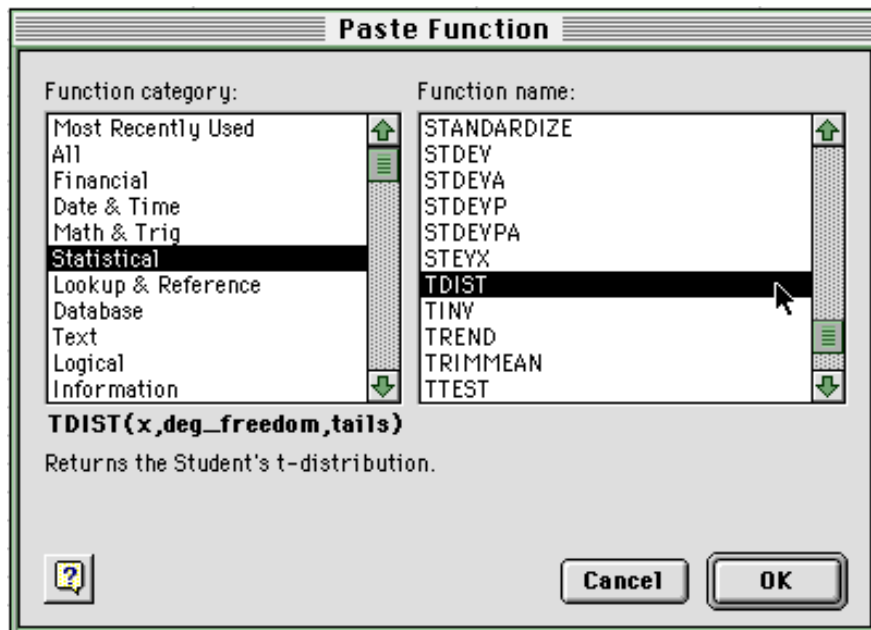 Paste Function
Function category:
Function name:
Most Recently Used
All
Financial
Date & Time
Math & Trig
Statistical
Lookup & Reference
Database
Text
Logical
Information
STANDARDIZE
STDEV
STDEVA
STDEVP
STDEVPA
STEYX
TDIST
TINV
TREND
TRIMMEAN
TTEST
TDIST(x,deg_freedom,tails)
Returns the Student's t-distribution.
?
Cancel
OK